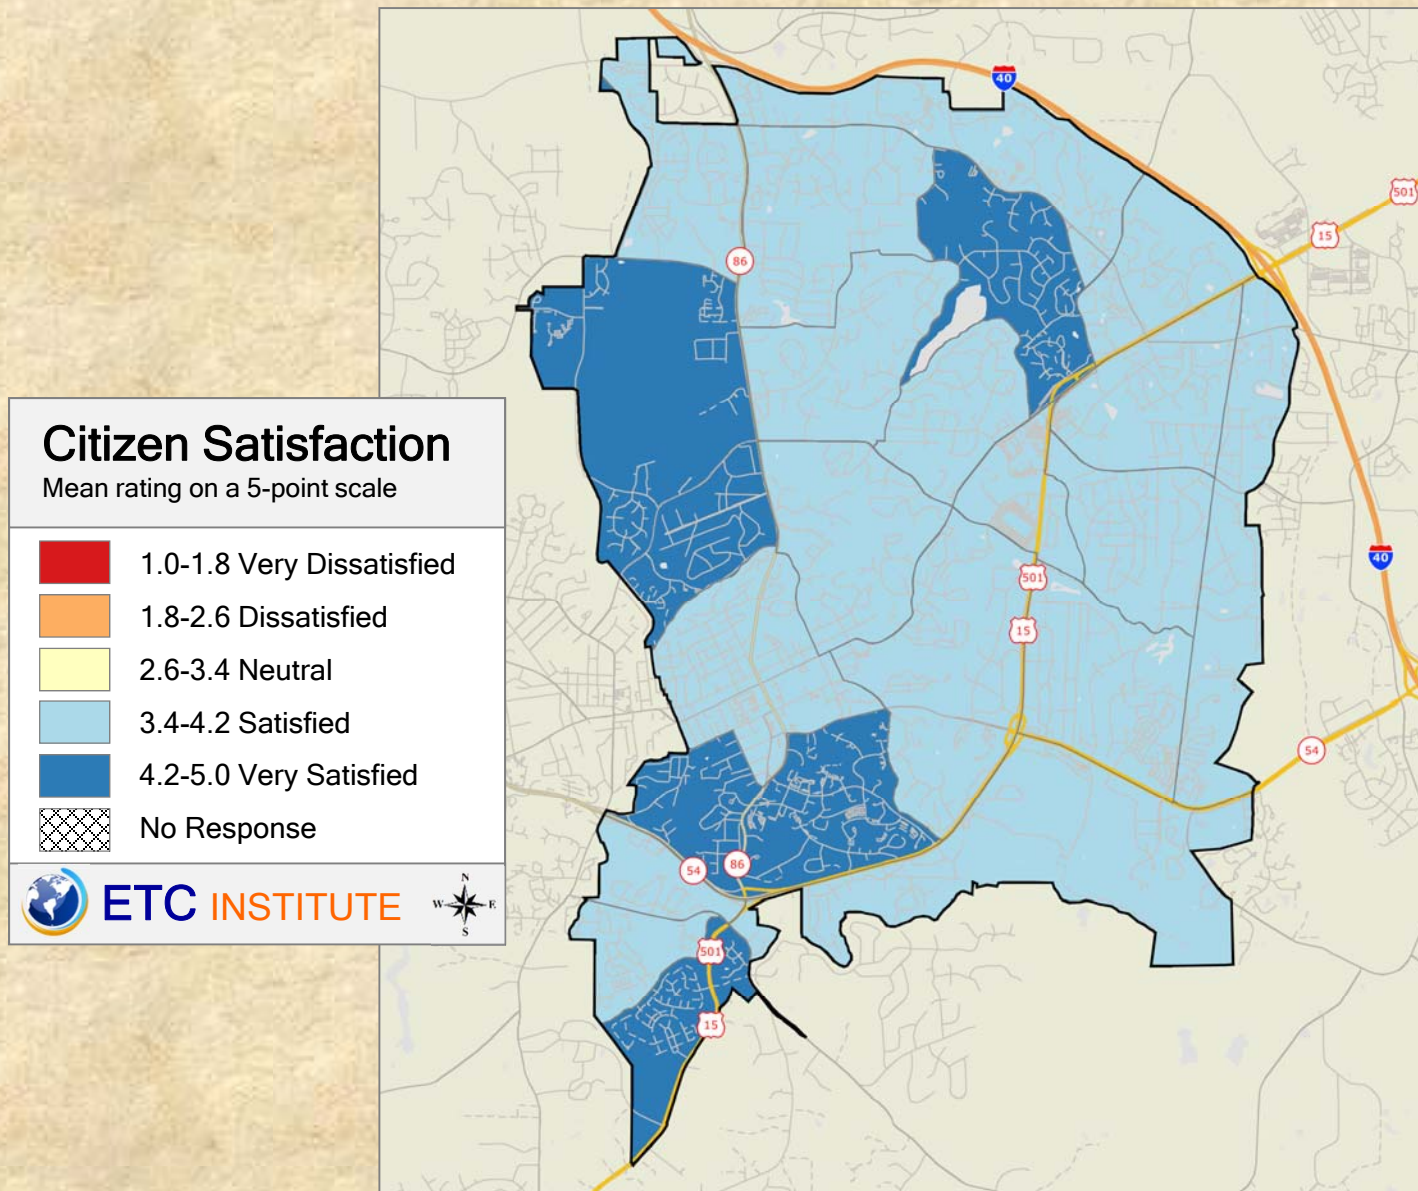 40
501
15
86
Citizen Satisfaction
Mean rating on a 5-point scale
1.0-1.8 Very Dissatisfied
1.8-2.6 Dissatisfied
2.6-3.4 Neutral
3.4-4.2 Satisfied
4.2-5.0 Very Satisfied
No Response
ETC INSTITUTE
N
W E
S
40
501
15
54
54
86
501
15